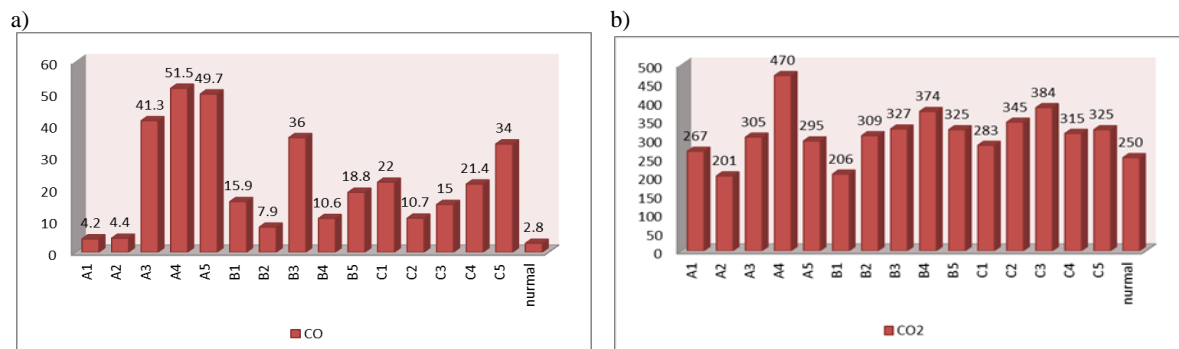 a)
60
50
40
30
20
10
0
4.2
4.4
41.3
51.5
49.7
15.9
7.9
36
10.6
18.8
22
10.7
15
21.4
34
2.8
A1
A2
A3
A4
A5
B1
B2
B3
B4
B5
C1
C2
C3
C4
C5
nurmal
CO
b)
500
450
400
350
300
250
200
150
100
50
0
267
201
305
470
295
206
309
327
374
325
283
345
384
315
325
250
A1
A2
A3
A4
A5
B1
B2
B3
B4
B5
C1
C2
C3
C4
C5
nurmal
CO2